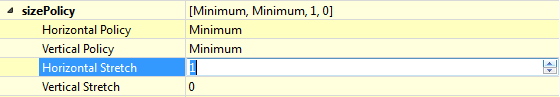 sizePolicy [Minimum, Minimum, 1, 0]
Horizontal Policy Minimum
Vertical Policy Minimum
Horizontal Stretch 1
Vertical Stretch 0